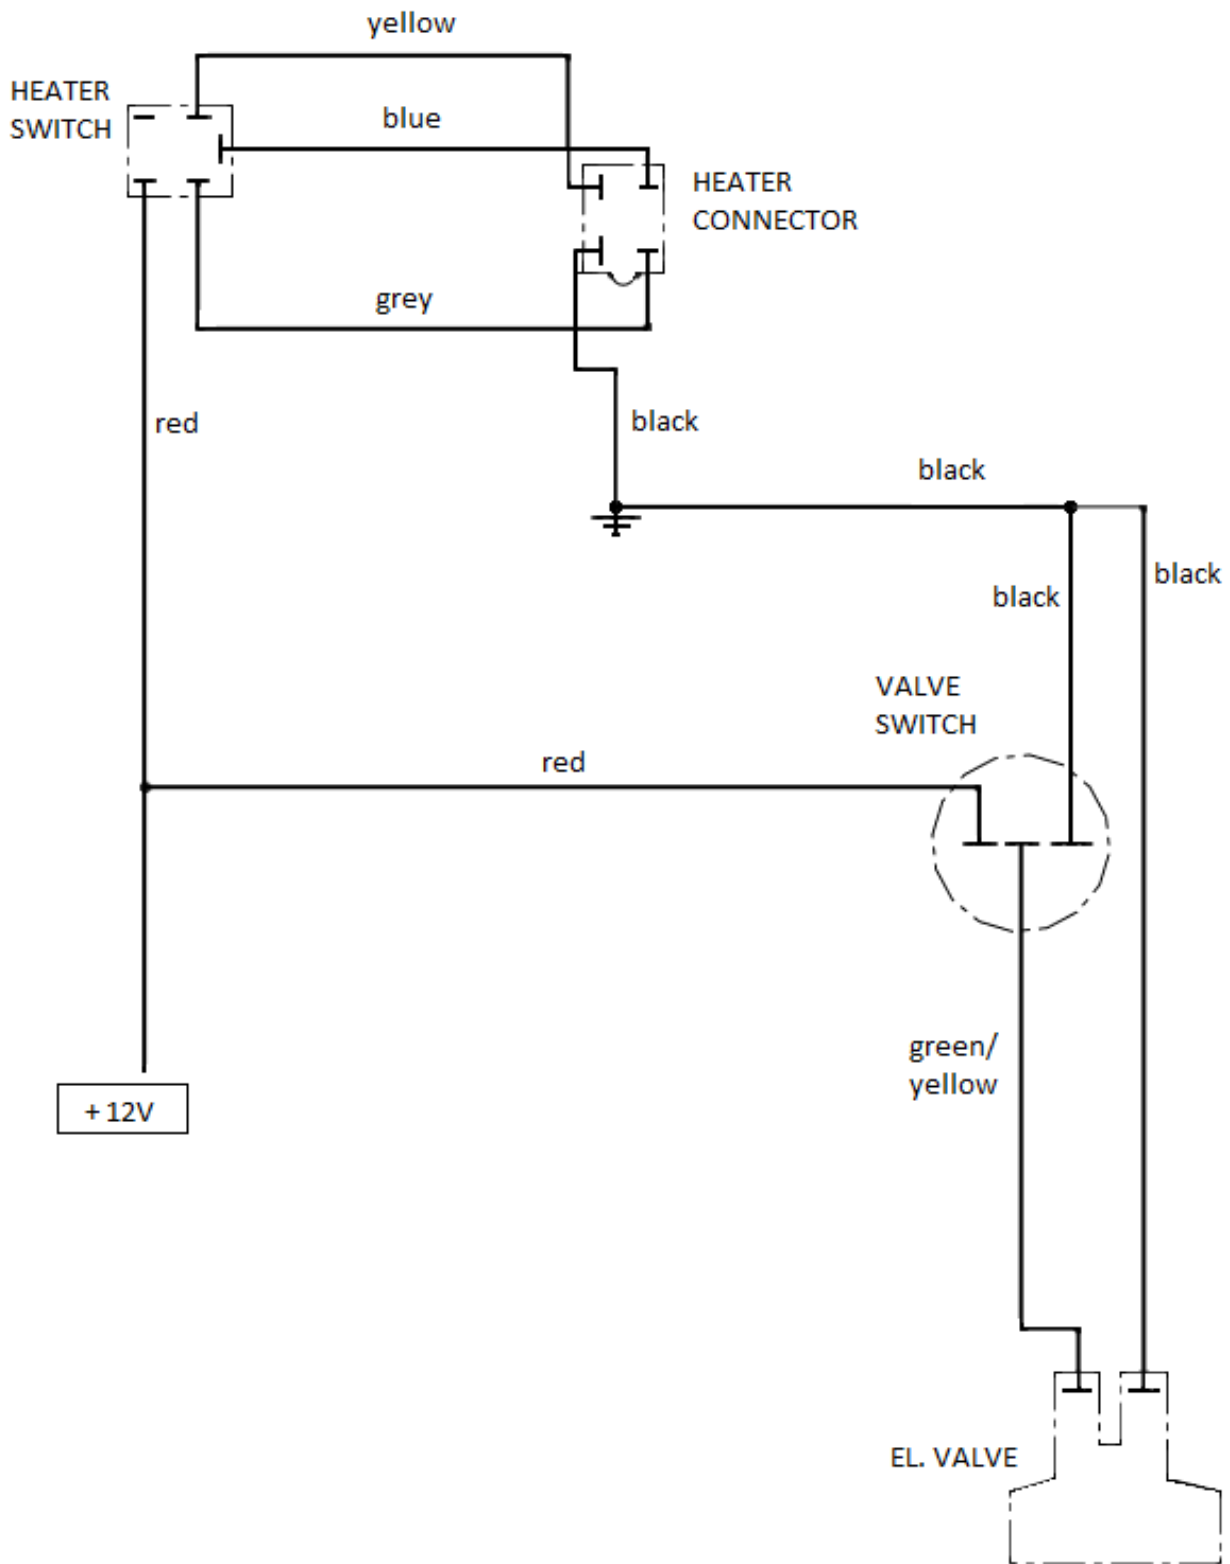 yellow
HEATER
SWITCH
blue
HEATER
CONNECTOR
grey
red
black
black
black
black
VALVE
SWITCH
red
green/
yellow
+ 12V
EL. VALVE